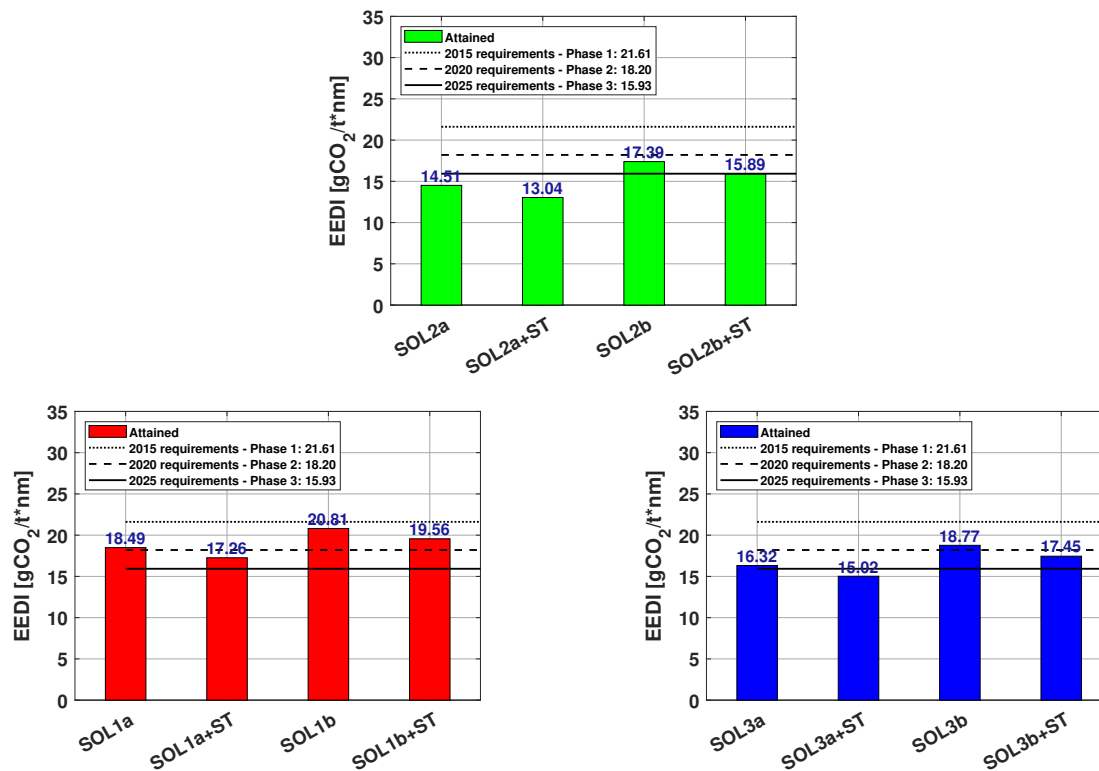 35
30
25
20
15
10
5
0
EEDI [gCO2/t*nm]
Attained
2015 requirements - Phase 1: 21.61
2020 requirements - Phase 2: 18.20
2025 requirements - Phase 3: 15.93
14.51
13.04
17.39
15.89
SOL2a
SOL2a+ST
SOL2b
SOL2b+ST
35
30
25
20
15
10
5
0
EEDI [gCO2/t*nm]
Attained
2015 requirements - Phase 1: 21.61
2020 requirements - Phase 2: 18.20
2025 requirements - Phase 3: 15.93
18.49
17.26
20.81
19.56
SOL1a
SOL1a+ST
SOL1b
SOL1b+ST
35
30
25
20
15
10
5
0
EEDI [gCO2/t*nm]
Attained
2015 requirements - Phase 1: 21.61
2020 requirements - Phase 2: 18.20
2025 requirements - Phase 3: 15.93
16.32
15.02
18.77
17.45
SOL3a
SOL3a+ST
SOL3b
SOL3b+ST